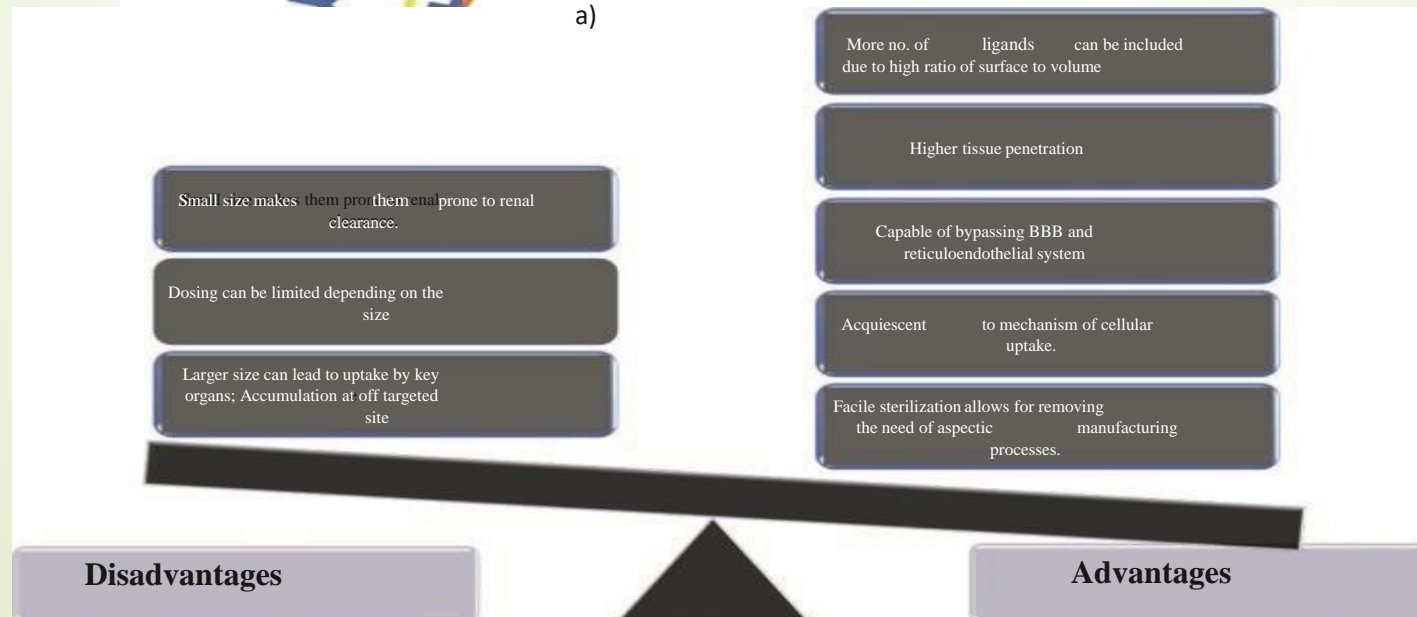 a)
Small size makes them prone to renal
clearance.
Dosing can be limited depending on the
size
Larger size can lead to uptake by key
organs; Accumulation at off targeted
site
More no. of ligands can be included
due to high ratio of surface to volume
Higher tissue penetration
Capable of bypassing BBB and
reticuloendothelial system
Acquiescent to mechanism of cellular
uptake.
Facile sterilization allows for removing
the need of aspectic manufacturing
processes.
Disadvantages
Advantages